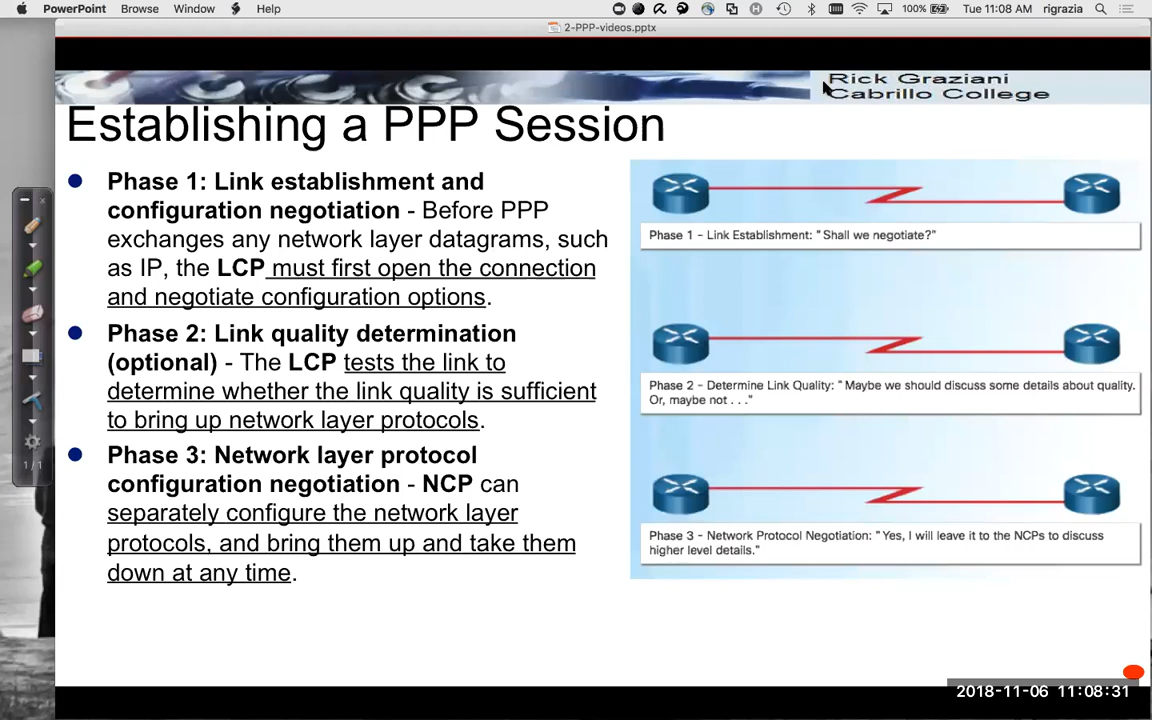 PowerPoint Browse Window Help 100% Tue 11:08 AM rigrazia
2-PPP-videos.pptx
Rick Graziani
Cabrillo College
Establishing a PPP Session
Phase 1: Link establishment and
configuration negotiation - Before PPP
exchanges any network layer datagrams, such
as IP, the LCP must first open the connection
and negotiate configuration options.
Phase 2: Link quality determination
(optional) - The LCP tests the link to
determine whether the link quality is sufficient
to bring up network layer protocols.
Phase 3: Network layer protocol
configuration negotiation - NCP can
separately configure the network layer
protocols, and bring them up and take them
down at any time.
Phase 1 - Link Establishment: "Shall we negotiate?"
Phase 2 - Determine Link Quality: "Maybe we should discuss some details about quality.
Or, maybe not . . ."
Phase 3 - Network Protocol Negotiation: "Yes, I will leave it to the NCPs to discuss
higher level details."
1/1
2018-11-06 11:08:31